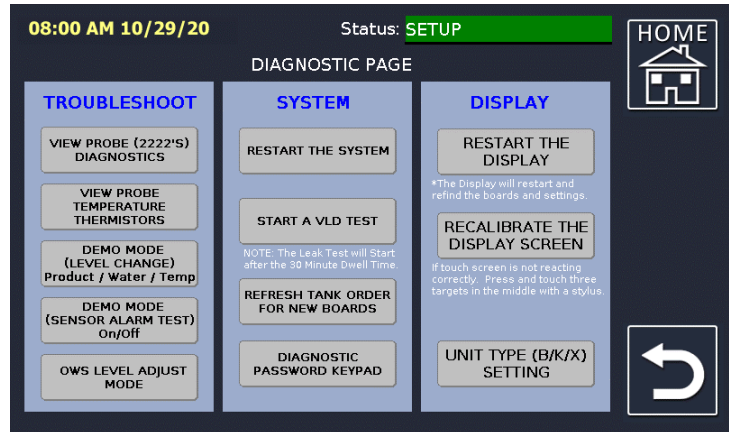 08:00 AM 10/29/20
Status: SETUP
HOME
DIAGNOSTIC PAGE
TROUBLESHOOT
VIEW PROBE (2222'S)
DIAGNOSTICS
VIEW PROBE
TEMPERATURE
THERMISTORS
DEMO MODE
(LEVEL CHANGE)
Product / Water / Temp
DEMO MODE
(SENSOR ALARM TEST)
On/Off
OWS LEVEL ADJUST
MODE
SYSTEM
RESTART THE SYSTEM
START A VLD TEST
NOTE: The Leak Test will Start
after the 30 Minute Dwell Time.
REFRESH TANK ORDER
FOR NEW BOARDS
DIAGNOSTIC
PASSWORD KEYPAD
DISPLAY
RESTART THE
DISPLAY
*The Display will restart and
refind the boards and settings.
RECALIBRATE THE
DISPLAY SCREEN
If touch screen is not reacting
correctly. Press and touch three
targets in the middle with a stylus.
UNIT TYPE (B/K/X)
SETTING